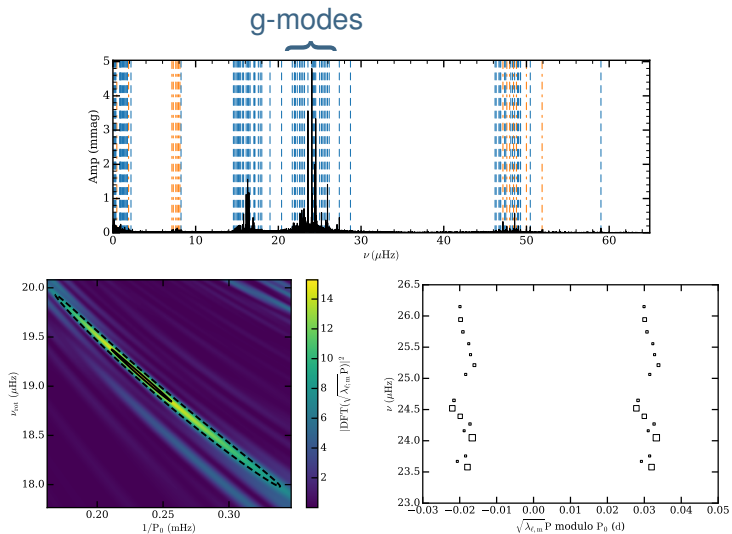 g-modes
5
4
3
2
1
0
Amp (mmag)
0 10 20 30 40 50 60
ν (μHz)
20.0
19.5
19.0
18.5
18.0
ν_rot (μHz)
0.20 0.25 0.30
1/P₀ (mHz)
14
12
10
8
6
4
2
|DFT(√λ_ℓ,m P)|²
26.5
26.0
25.5
25.0
24.5
24.0
23.5
23.0
ν (μHz)
−0.03 −0.02 −0.01 0.00 0.01 0.02 0.03 0.04 0.05
√λ_ℓ,m P modulo P₀ (d)